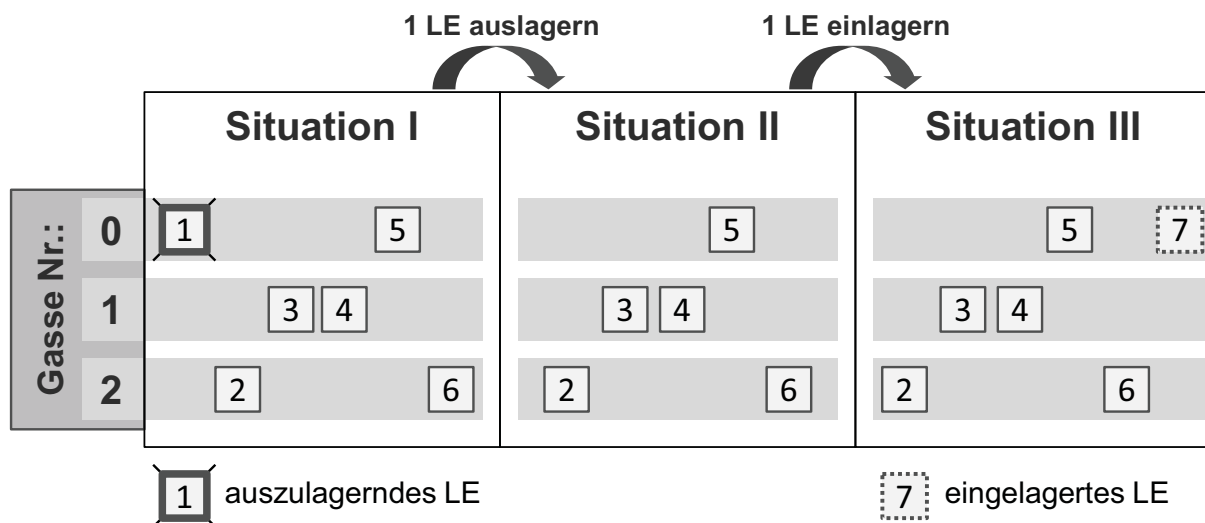 1 LE auslagern 1 LE einlagern
Situation I Situation II Situation III
Gasse Nr.:
0 1 5 5 5 7
1 3 4 3 4 3 4
2 2 6 2 6 2 6
1 auszulagerndes LE 7 eingelagertes LE